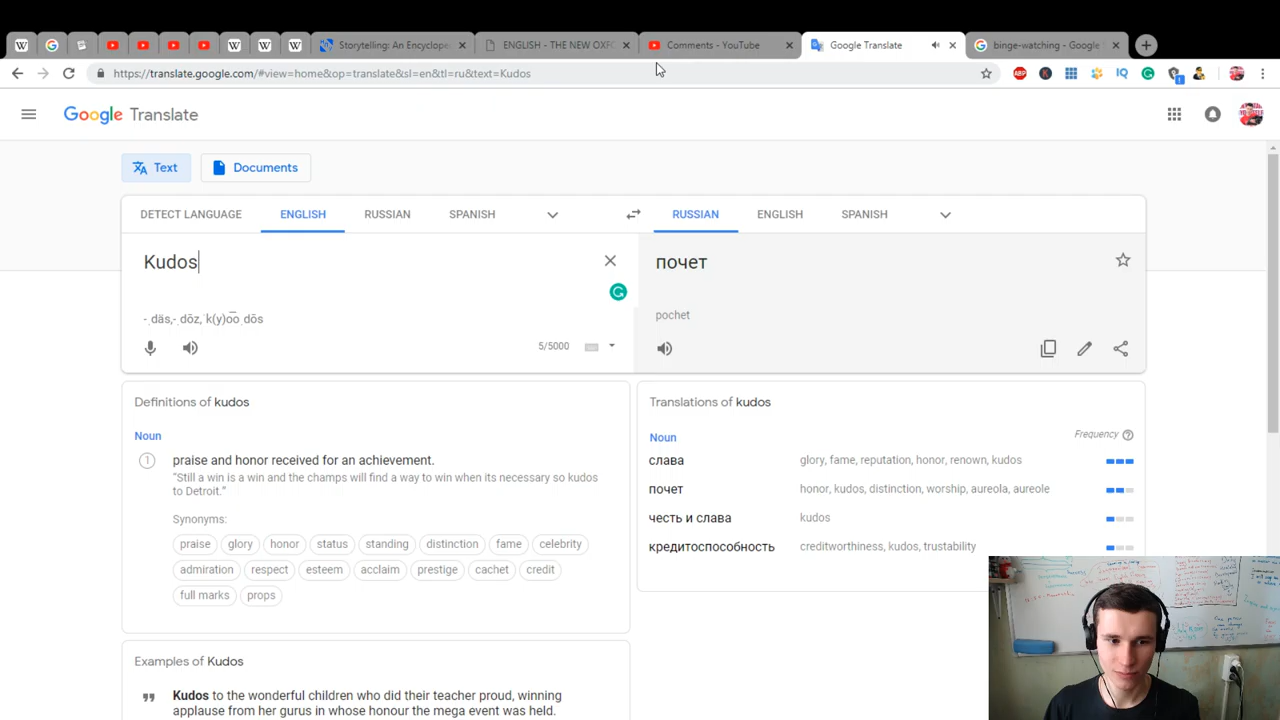 Storytelling: An Encyclope
ENGLISH - THE NEW OXFO
Comments - YouTube
Google Translate
binge-watching - Google
https://translate.google.com/#view=home&op=translate&sl=en&tl=ru&text=Kudos
Google Translate
Text
Documents
DETECT LANGUAGE ENGLISH RUSSIAN SPANISH
RUSSIAN ENGLISH SPANISH
Kudos
почет
-ˌdäs,-ˌdōz,ˈk(y)o͞oˌdōs
pochet
5/5000
Definitions of kudos
Noun
1 praise and honor received for an achievement.
"Still a win is a win and the champs will find a way to win when its necessary so kudos
to Detroit."
Synonyms:
praise glory honor status standing distinction fame celebrity
admiration respect esteem acclaim prestige cachet credit
full marks props
Translations of kudos
Noun Frequency
слава glory, fame, reputation, honor, renown, kudos
почет honor, kudos, distinction, worship, aureola, aureole
честь и слава kudos
кредитоспособность creditworthiness, kudos, trustability
Examples of Kudos
Kudos to the wonderful children who did their teacher proud, winning
applause from her gurus in whose honour the mega event was held.